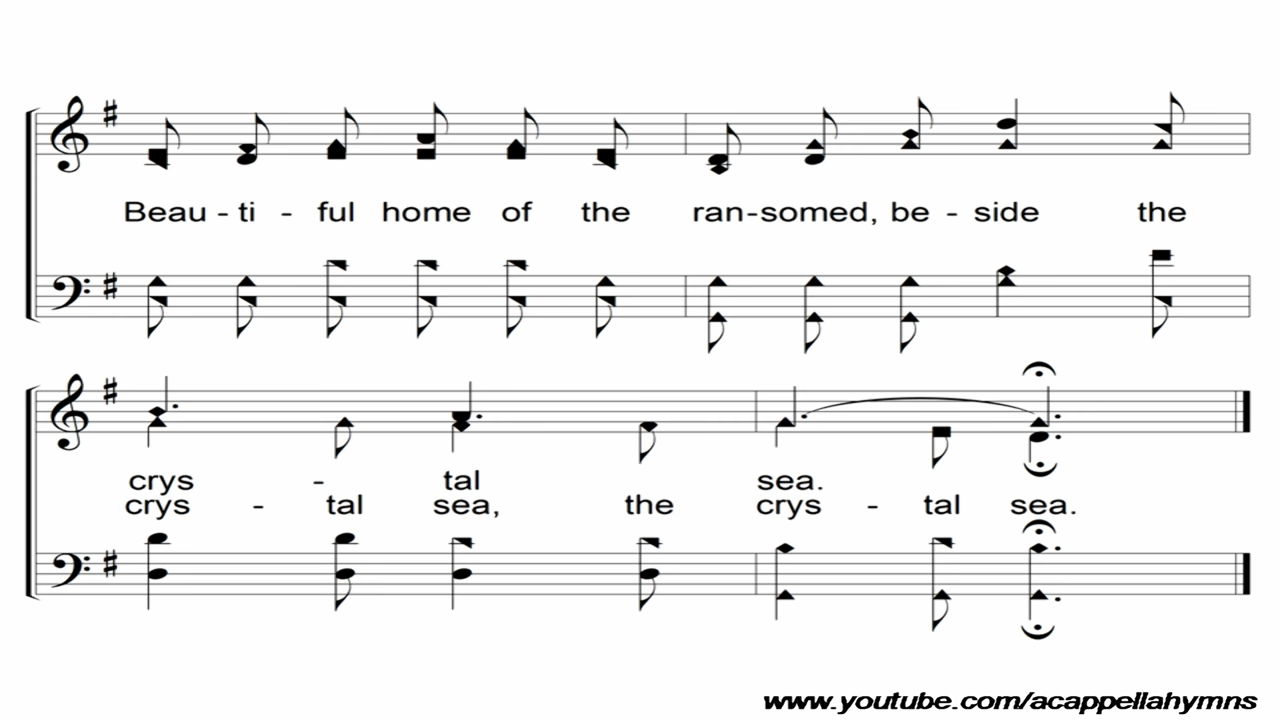 Beau - ti - ful home of the ran-somed, be - side the
crys - tal sea.
crys - tal sea, the crys - tal sea.
www.youtube.com/acappellahymns